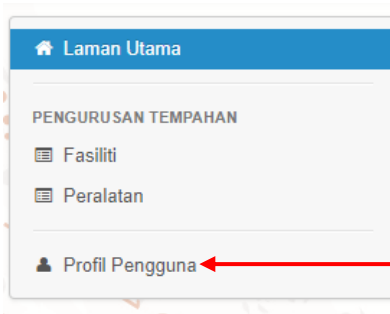 Laman Utama
PENGURUSAN TEMPAHAN
Fasiliti
Peralatan
Profil Pengguna